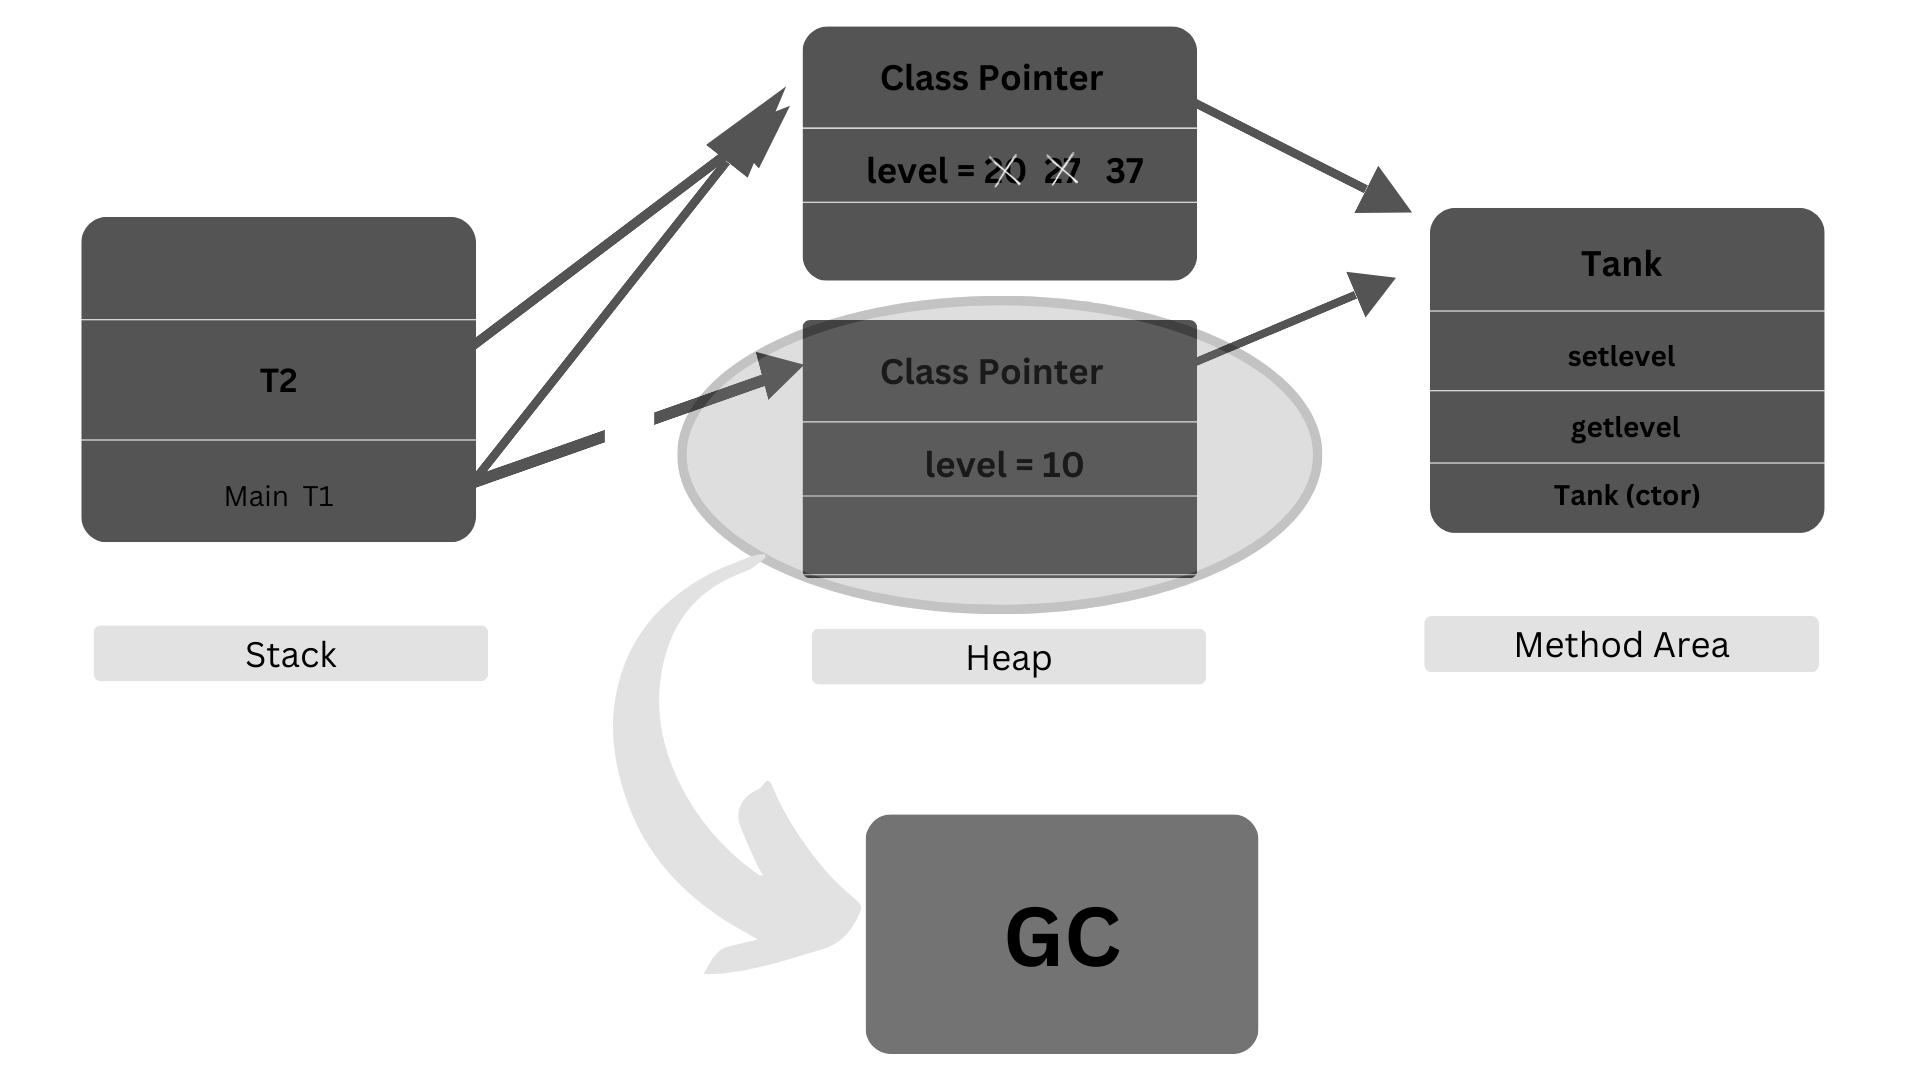 Class Pointer
level = 20 27 37
T2
Main T1
Class Pointer
level = 10
Tank
setlevel
getlevel
Tank (ctor)
Stack
Heap
Method Area
GC